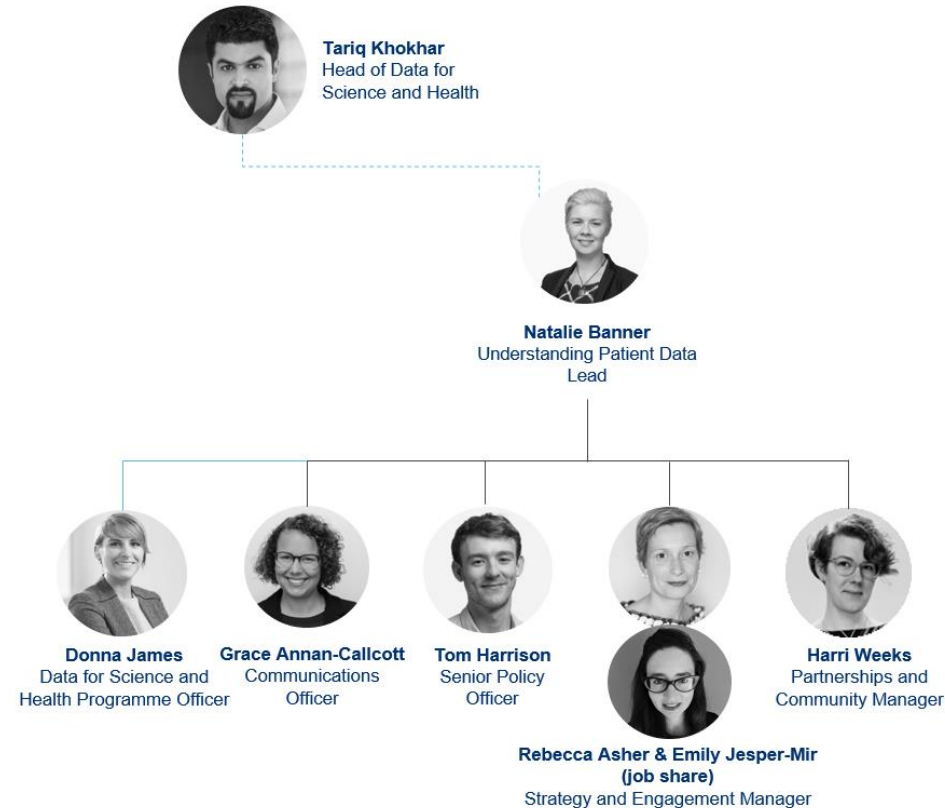 Tariq Khokhar
Head of Data for
Science and Health
Natalie Banner
Understanding Patient Data
Lead
Donna James
Data for Science and
Health Programme Officer
Grace Annan-Callcott
Communications
Officer
Tom Harrison
Senior Policy
Officer
Rebecca Asher & Emily Jesper-Mir
(job share)
Strategy and Engagement Manager
Harri Weeks
Partnerships and
Community Manager